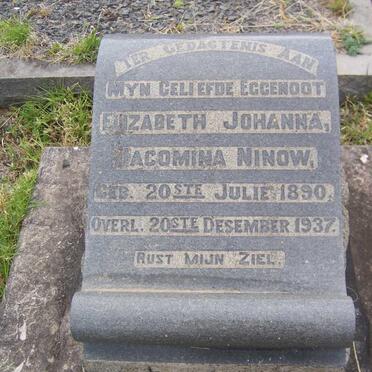 TER GEDAGTENIS AAN
MYN GELIEFDE EGGENOOT
ELIZABETH JOHANNA,
JACOMINA NINOW,
GEB. 20STE JULIE 1890.
OVERL. 20STE DESEMBER 1937.
RUST MIJN ZIEL.